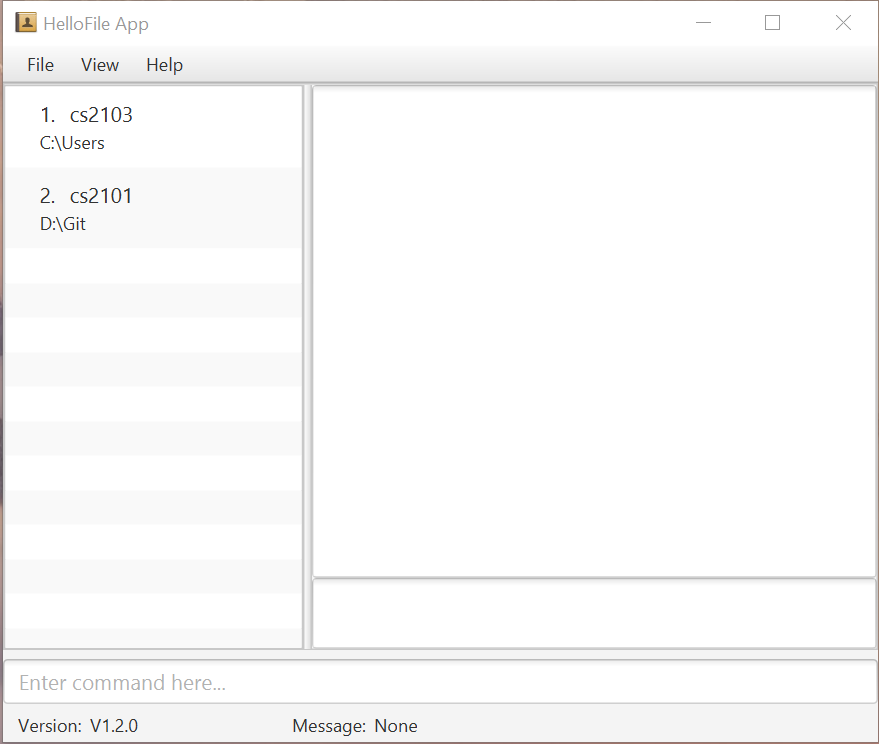 HelloFile App
File View Help
1. cs2103
C:\Users
2. cs2101
D:\Git
Enter command here...
Version: V1.2.0 Message: None